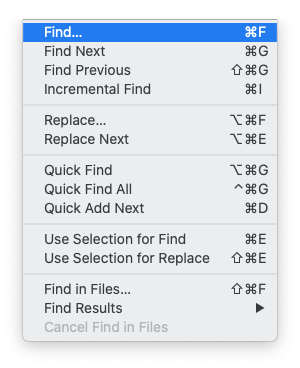 Find... ⌘F
Find Next ⌘G
Find Previous ⇧⌘G
Incremental Find ⌘I
Replace... ⌥⌘F
Replace Next ⌥⌘E
Quick Find ⌥⌘G
Quick Find All ^⌘G
Quick Add Next ⌘D
Use Selection for Find ⌘E
Use Selection for Replace ⇧⌘E
Find in Files... ⇧⌘F
Find Results ▶
Cancel Find in Files